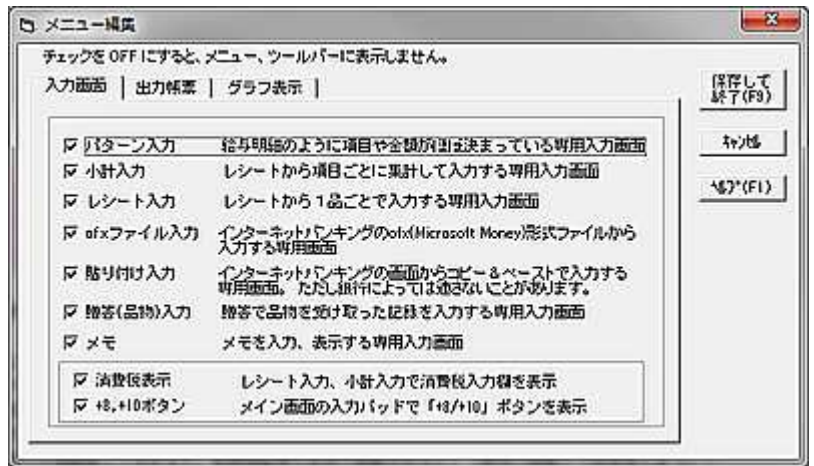 メニュー編集
チェックを OFF にすると、メニュー、ツールバーに表示しません。
入力画面 | 出力帳票 | グラフ表示 |
保存して
終了(F9)
キャンセル
ヘルプ(F1)
パターン入力 給与明細のように項目や金額がほぼ決まっている専用入力画面
小計入力 レシートから項目ごとに集計して入力する専用入力画面
レシート入力 レシートから1品ごとで入力する専用入力画面
ofxファイル入力 インターネットバンキングのofx(Microsoft Money)形式ファイルから
入力する専用画面
貼り付け入力 インターネットバンキングの画面からコピー&ペーストで入力する
専用画面。ただし銀行によっては適さないことがあります。
贈答(品物)入力 贈答で品物を受け取った記録を入力する専用入力画面
メモ メモを入力、表示する専用入力画面
消費税表示 レシート入力、小計入力で消費税入力欄を表示
+8,+10ボタン メイン画面の入力パッドで「+8/+10」ボタンを表示